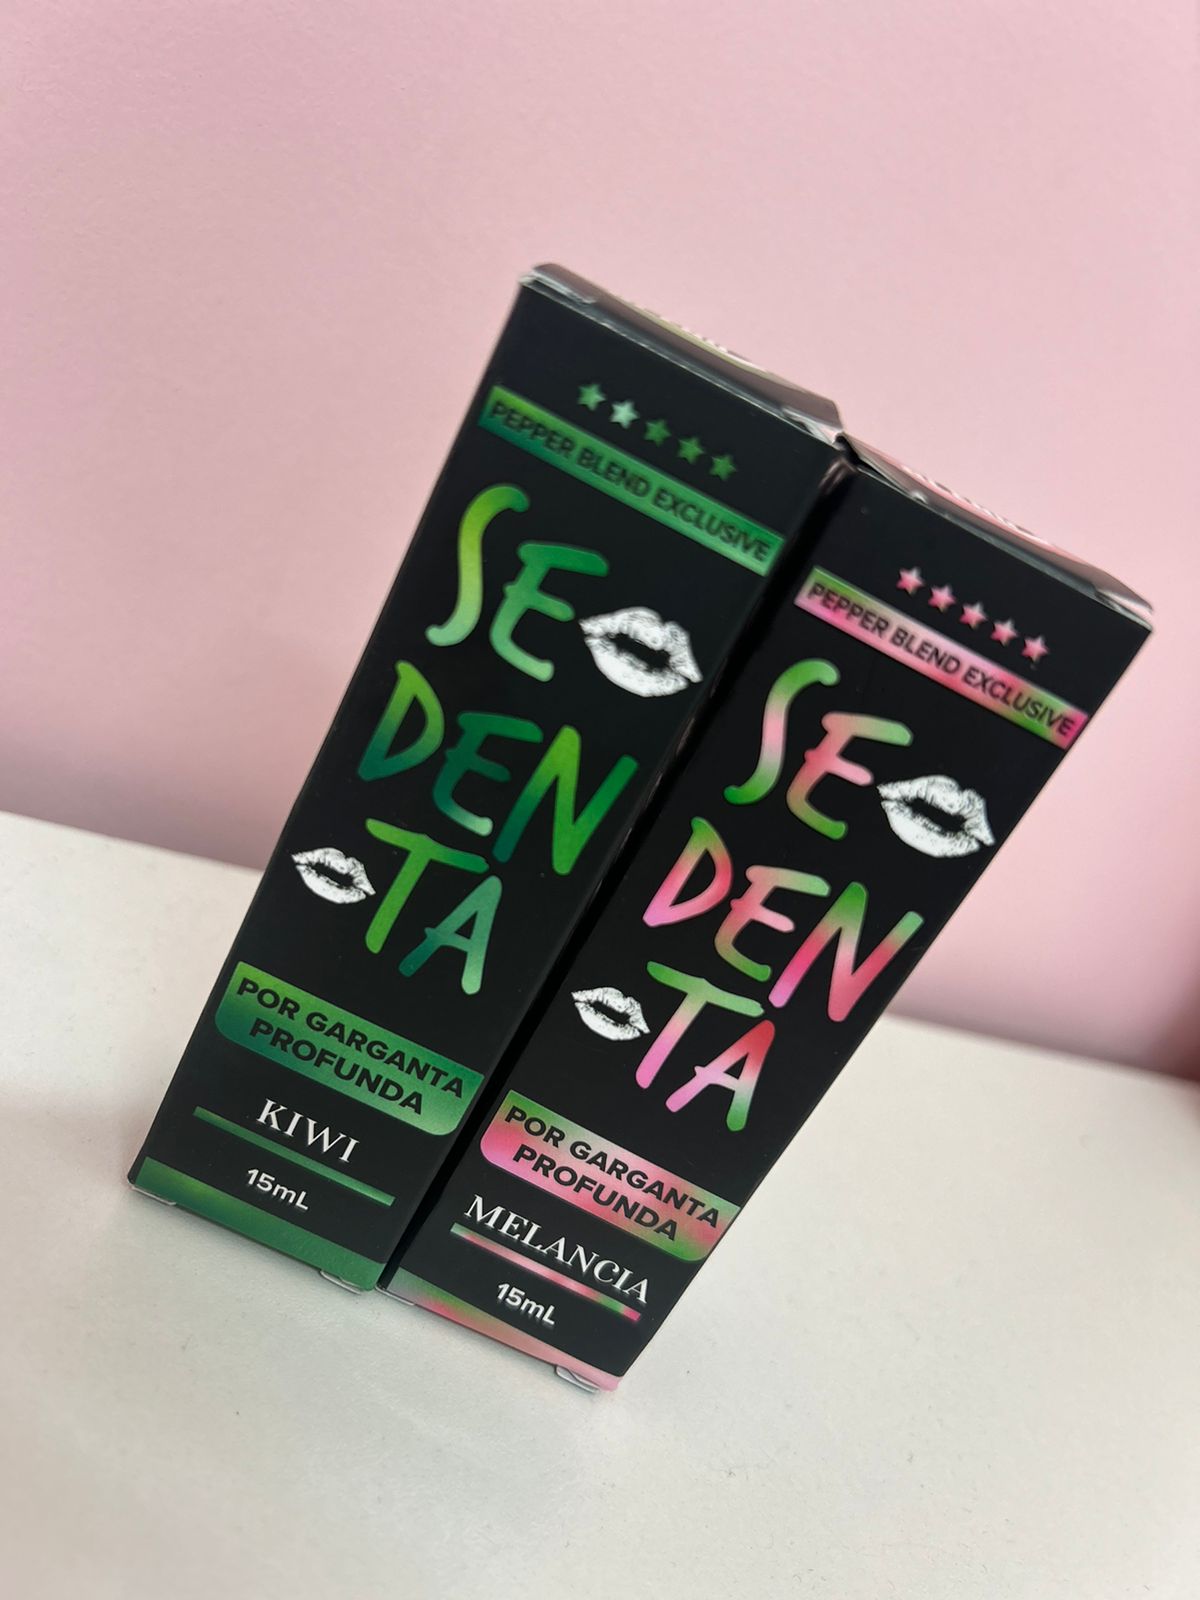 PEPPER BLEND EXCLUSIVE
SE
DEN
TA
POR GARGANTA
PROFUNDA
KIWI
15mL
PEPPER BLEND EXCLUSIVE
SE
DEN
TA
POR GARGANTA
PROFUNDA
MELANCIA
15mL